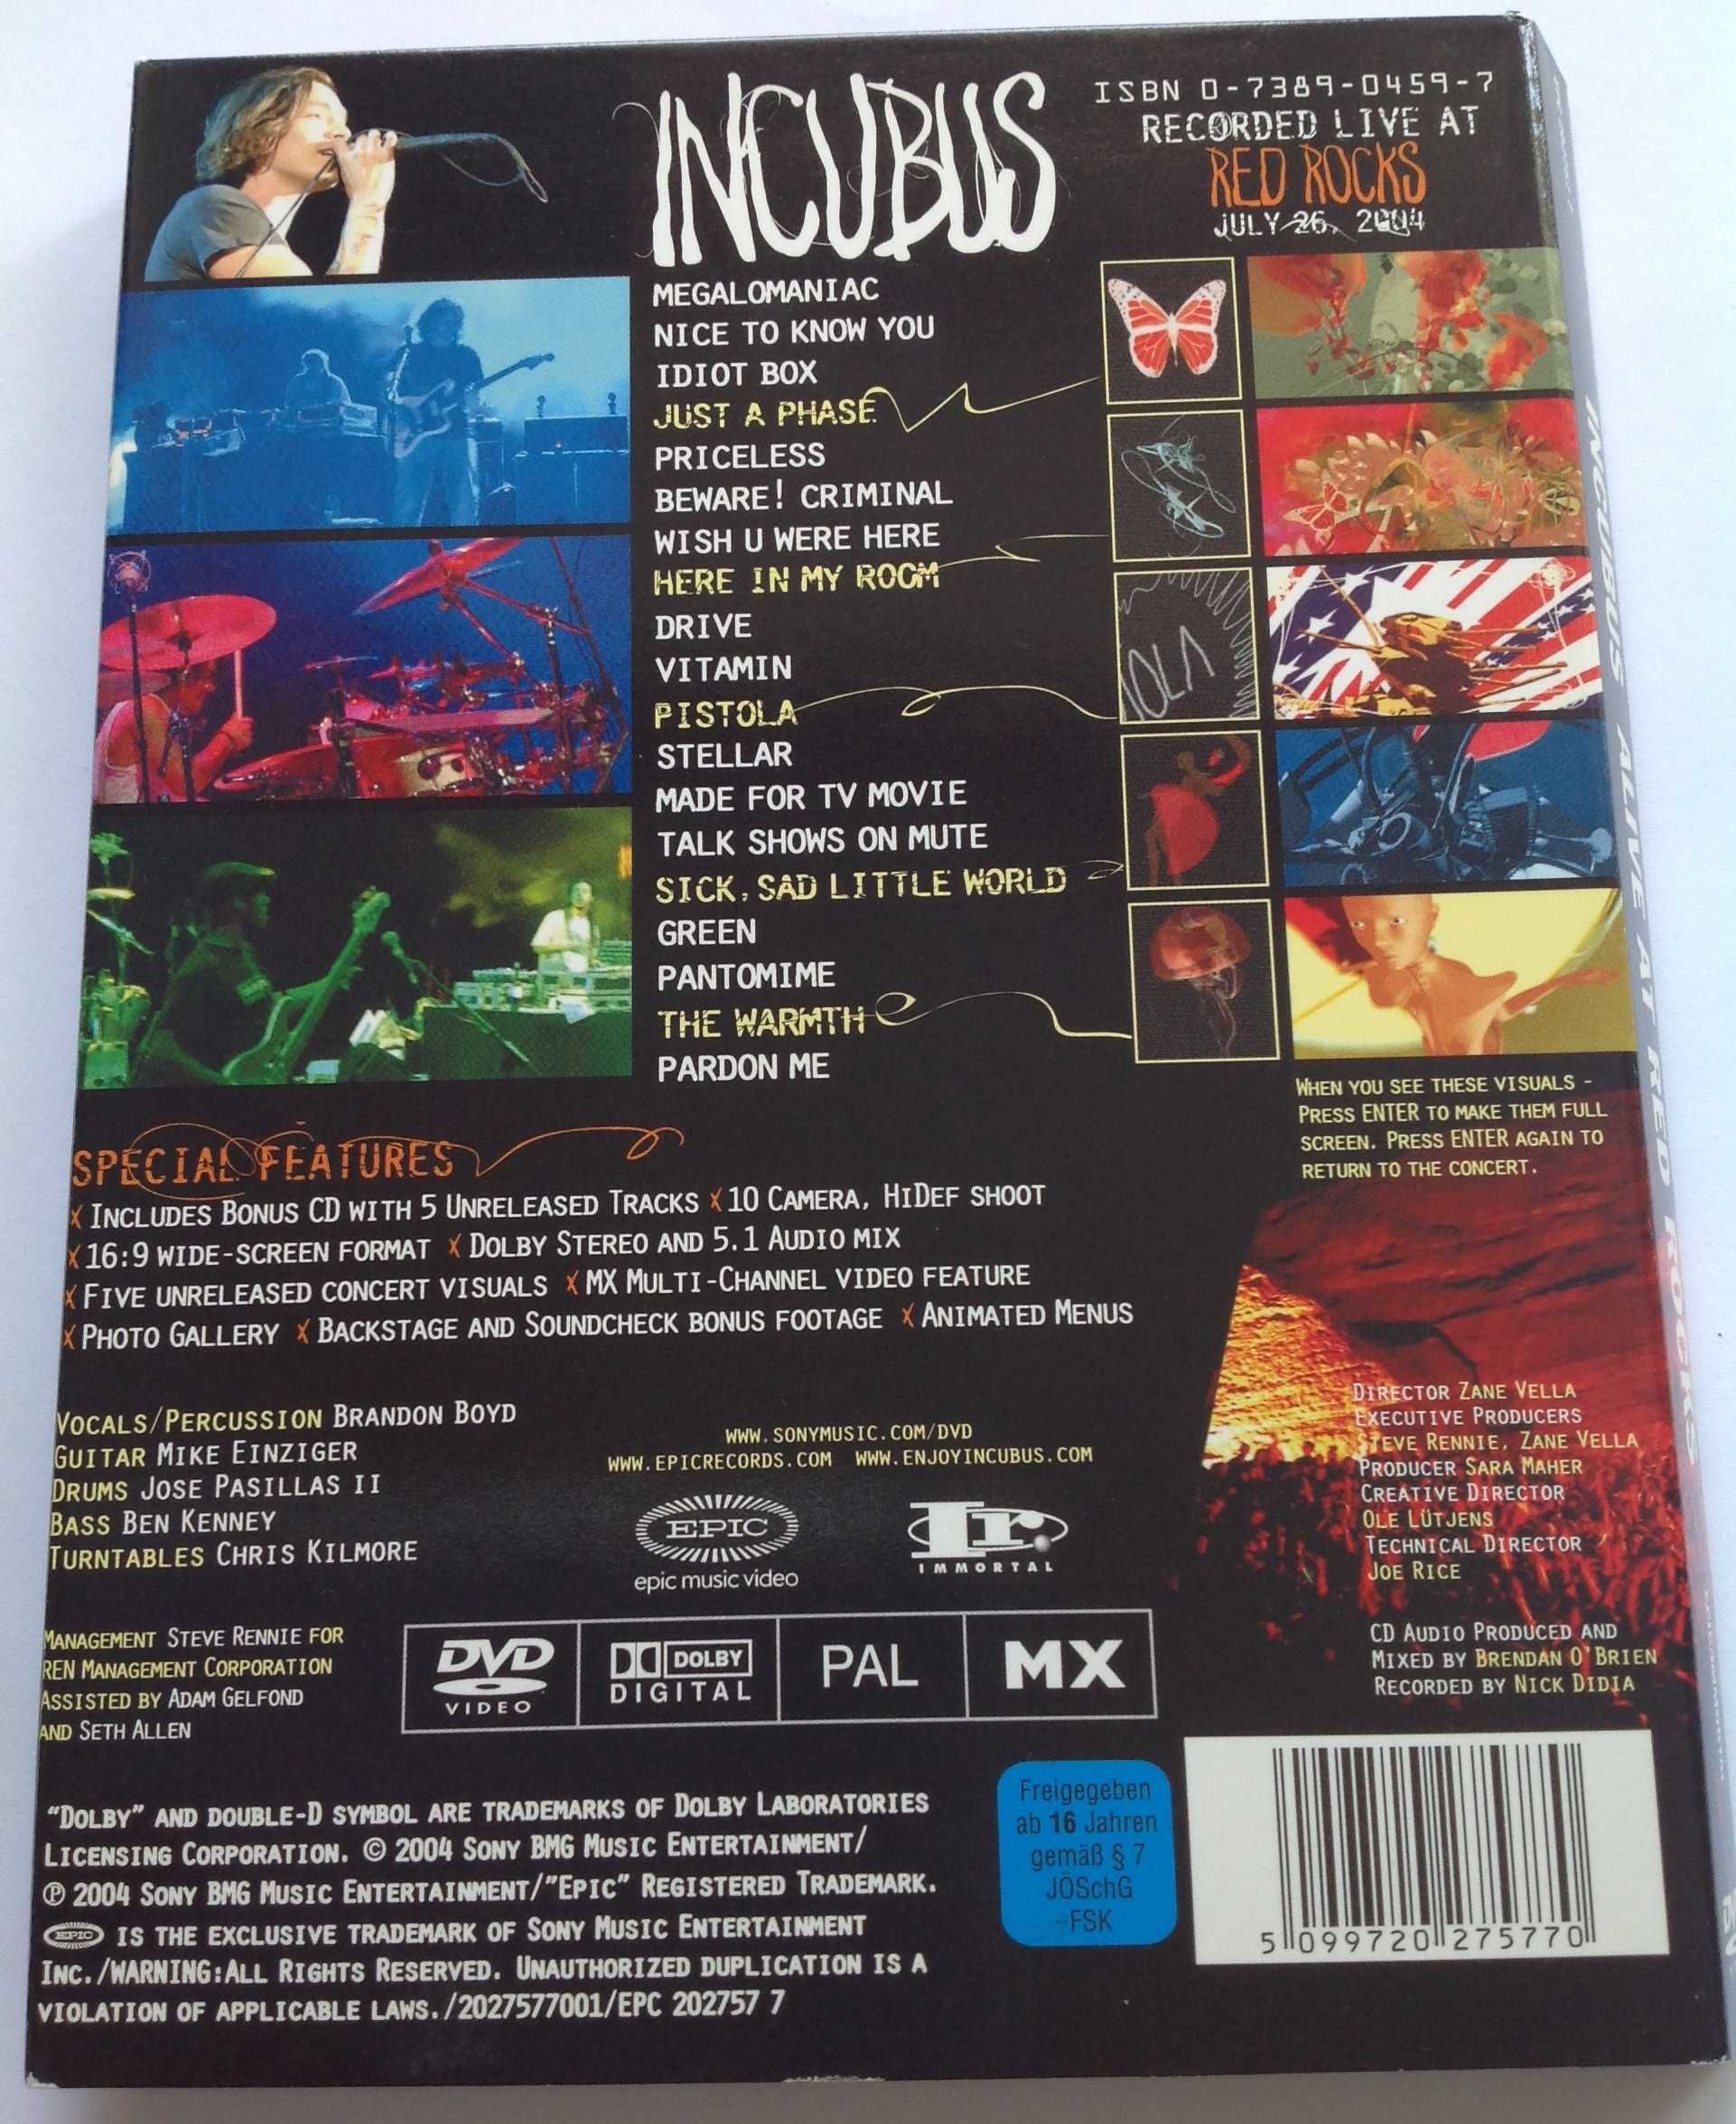 INCUBUS
ISBN 0-7389-0459-7
RECORDED LIVE AT
RED ROCKS
JULY 26, 2004
MEGALOMANIAC
NICE TO KNOW YOU
IDIOT BOX
JUST A PHASE
PRICELESS
BEWARE! CRIMINAL
WISH U WERE HERE
HERE IN MY ROOM
DRIVE
VITAMIN
PISTOLA
STELLAR
MADE FOR TV MOVIE
TALK SHOWS ON MUTE
SICK, SAD LITTLE WORLD
GREEN
PANTOMIME
THE WARMTH
PARDON ME
WHEN YOU SEE THESE VISUALS -
PRESS ENTER TO MAKE THEM FULL
SCREEN. PRESS ENTER AGAIN TO
RETURN TO THE CONCERT.
SPECIAL FEATURES
X INCLUDES BONUS CD WITH 5 UNRELEASED TRACKS X 10 CAMERA, HIDEF SHOOT
X 16:9 WIDE-SCREEN FORMAT X DOLBY STEREO AND 5.1 AUDIO MIX
X FIVE UNRELEASED CONCERT VISUALS X MX MULTI-CHANNEL VIDEO FEATURE
X PHOTO GALLERY X BACKSTAGE AND SOUNDCHECK BONUS FOOTAGE X ANIMATED MENUS
VOCALS/PERCUSSION BRANDON BOYD
GUITAR MIKE EINZIGER
DRUMS JOSE PASILLAS II
BASS BEN KENNEY
TURNTABLES CHRIS KILMORE
WWW.SONYMUSIC.COM/DVD
WWW.EPICRECORDS.COM WWW.ENJOYINCUBUS.COM
EPIC
epic music video
Ir.
IMMORTAL
DIRECTOR ZANE VELLA
EXECUTIVE PRODUCERS
STEVE RENNIE, ZANE VELLA
PRODUCER SARA MAHER
CREATIVE DIRECTOR
OLE LÜTJENS
TECHNICAL DIRECTOR
JOE RICE
CD AUDIO PRODUCED AND
MIXED BY BRENDAN O'BRIEN
RECORDED BY NICK DIDIA
MANAGEMENT STEVE RENNIE FOR
REN MANAGEMENT CORPORATION
ASSISTED BY ADAM GELFOND
AND SETH ALLEN
DVD
VIDEO
DOLBY
DIGITAL
PAL
MX
"DOLBY" AND DOUBLE-D SYMBOL ARE TRADEMARKS OF DOLBY LABORATORIES
LICENSING CORPORATION. © 2004 SONY BMG MUSIC ENTERTAINMENT/
℗ 2004 SONY BMG MUSIC ENTERTAINMENT/"EPIC" REGISTERED TRADEMARK.
EPIC IS THE EXCLUSIVE TRADEMARK OF SONY MUSIC ENTERTAINMENT
INC./WARNING:ALL RIGHTS RESERVED. UNAUTHORIZED DUPLICATION IS A
VIOLATION OF APPLICABLE LAWS./2027577001/EPC 202757 7
Freigegeben
ab 16 Jahren
gemäß § 7
JÖSchG
FSK
5 099720 275770
INCUBUS ALIVE AT RED ROCKS